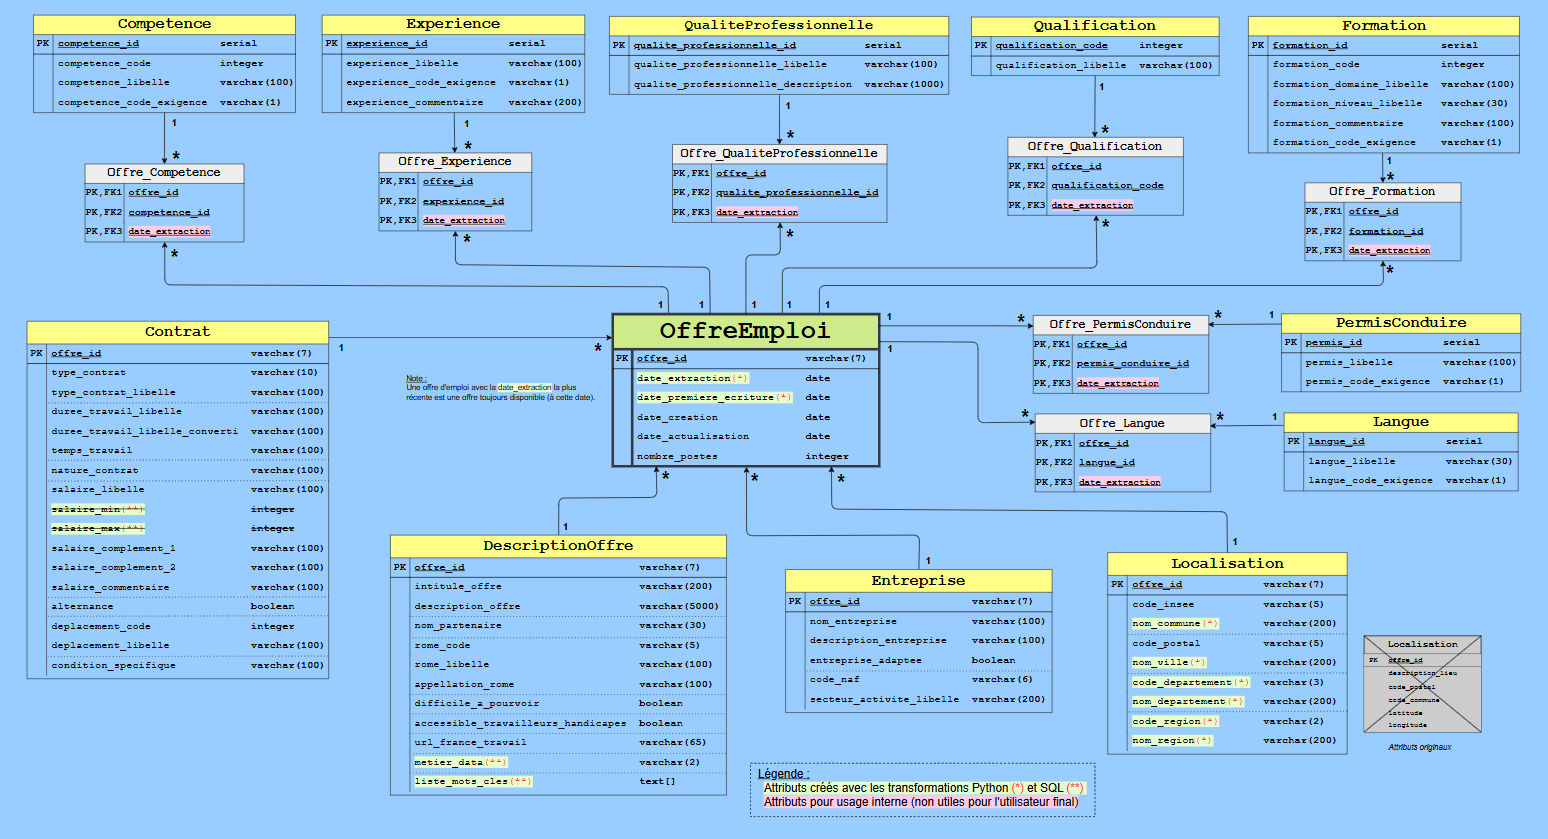 Competence
PK competence_id serial
competence_code integer
competence_libelle varchar(100)
competence_code_exigence varchar(1)
1
*
Offre_Competence
PK,FK1 offre_id
PK,FK2 competence_id
PK,FK3 date_extraction
*
Experience
PK experience_id serial
experience_libelle varchar(100)
experience_code_exigence varchar(1)
experience_commentaire varchar(200)
1
*
Offre_Experience
PK,FK1 offre_id
PK,FK2 experience_id
PK,FK3 date_extraction
*
QualiteProfessionnelle
PK qualite_professionnelle_id serial
qualite_professionnelle_libelle varchar(100)
qualite_professionnelle_description varchar(1000)
1
*
Offre_QualiteProfessionnelle
PK,FK1 offre_id
PK,FK2 qualite_professionnelle_id
PK,FK3 date_extraction
*
Qualification
PK qualification_code integer
qualification_libelle varchar(100)
1
*
Offre_Qualification
PK,FK1 offre_id
PK,FK2 qualification_code
PK,FK3 date_extraction
*
Formation
PK formation_id serial
formation_code integer
formation_domaine_libelle varchar(100)
formation_niveau_libelle varchar(30)
formation_commentaire varchar(100)
formation_code_exigence varchar(1)
1
*
Offre_Formation
PK,FK1 offre_id
PK,FK2 formation_id
PK,FK3 date_extraction
*
1 1 1 1 1
Contrat
PK offre_id varchar(7)
type_contrat varchar(10)
type_contrat_libelle varchar(100)
duree_travail_libelle varchar(100)
duree_travail_libelle_converti varchar(100)
temps_travail varchar(100)
nature_contrat varchar(100)
salaire_libelle varchar(100)
salaire_min(**) integer
salaire_max(**) integer
salaire_complement_1 varchar(100)
salaire_complement_2 varchar(100)
salaire_commentaire varchar(100)
alternance boolean
deplacement_code integer
deplacement_libelle varchar(100)
condition_specifique varchar(100)
1
*
Note :
Une offre d'emploi avec la date_extraction la plus
récente est une offre toujours disponible (à cette date).
OffreEmploi
PK offre_id varchar(7)
date_extraction(*) date
date_premiere_ecriture(*) date
date_creation date
date_actualisation date
nombre_postes integer
1
1
*
Offre_PermisConduire
PK,FK1 offre_id
PK,FK2 permis_conduire_id
PK,FK3 date_extraction
*
1
PermisConduire
PK permis_id serial
permis_libelle varchar(100)
permis_code_exigence varchar(1)
*
Offre_Langue
PK,FK1 offre_id
PK,FK2 langue_id
PK,FK3 date_extraction
*
1
Langue
PK langue_id serial
langue_libelle varchar(30)
langue_code_exigence varchar(1)
* * *
1
DescriptionOffre
PK offre_id varchar(7)
intitule_offre varchar(200)
description_offre varchar(5000)
nom_partenaire varchar(30)
rome_code varchar(5)
rome_libelle varchar(100)
appellation_rome varchar(100)
difficile_a_pourvoir boolean
accessible_travailleurs_handicapes boolean
url_france_travail varchar(65)
metier_data(**) varchar(2)
liste_mots_cles(**) text[]
1
Entreprise
PK offre_id varchar(7)
nom_entreprise varchar(100)
description_entreprise varchar(100)
entreprise_adaptee boolean
code_naf varchar(6)
secteur_activite_libelle varchar(200)
1
Localisation
PK offre_id varchar(7)
code_insee varchar(5)
nom_commune(*) varchar(200)
code_postal varchar(5)
nom_ville(*) varchar(200)
code_departement(*) varchar(3)
nom_departement(*) varchar(200)
code_region(*) varchar(2)
nom_region(*) varchar(200)
Localisation
PK offre_id
description_lieu
code_postal
code_commune
latitude
longitude
Attributs originaux
Légende :
Attributs créés avec les transformations Python (*) et SQL (**)
Attributs pour usage interne (non utiles pour l'utilisateur final)